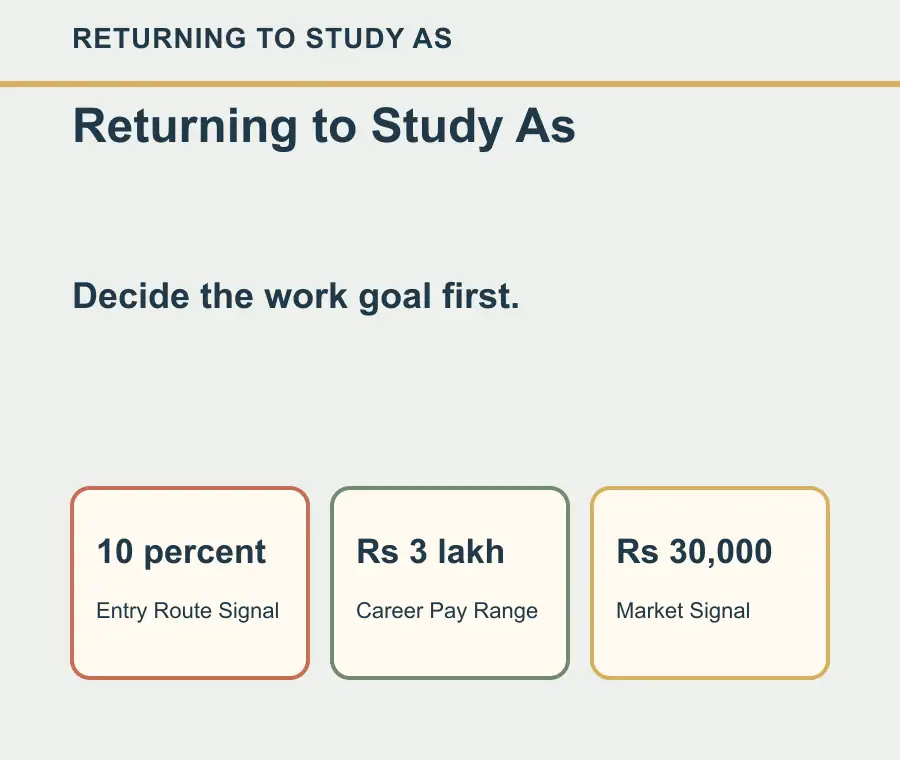 RETURNING TO STUDY AS
Returning to Study As
Decide the work goal first.
10 percent
Entry Route Signal
Rs 3 lakh
Career Pay Range
Rs 30,000
Market Signal